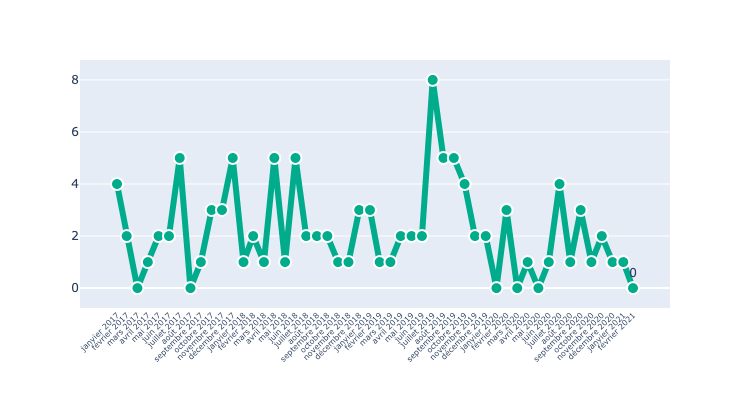 8
6
4
2
0
0
janvier 2017
février 2017
mars 2017
avril 2017
mai 2017
juin 2017
juillet 2017
août 2017
septembre 2017
octobre 2017
novembre 2017
décembre 2017
janvier 2018
février 2018
mars 2018
avril 2018
mai 2018
juin 2018
juillet 2018
août 2018
septembre 2018
octobre 2018
novembre 2018
décembre 2018
janvier 2019
février 2019
mars 2019
avril 2019
mai 2019
juin 2019
juillet 2019
août 2019
septembre 2019
octobre 2019
novembre 2019
décembre 2019
janvier 2020
février 2020
mars 2020
avril 2020
mai 2020
juin 2020
juillet 2020
août 2020
septembre 2020
octobre 2020
novembre 2020
décembre 2020
janvier 2021
février 2021